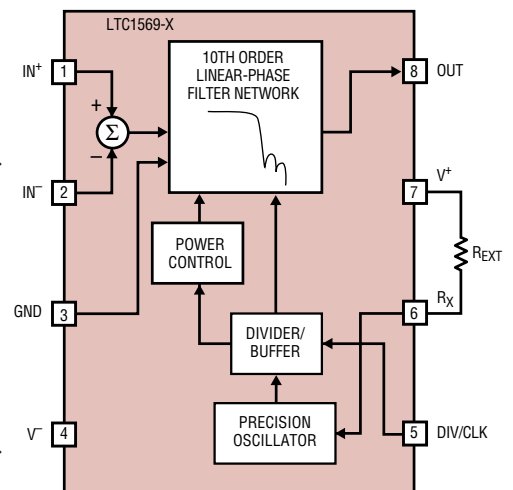 LTC1569-X
IN+
1
+
Σ
–
IN–
2
10TH ORDER
LINEAR-PHASE
FILTER NETWORK
8
OUT
7
V+
REXT
POWER
CONTROL
GND
3
6
RX
DIVIDER/
BUFFER
V–
4
PRECISION
OSCILLATOR
5
DIV/CLK